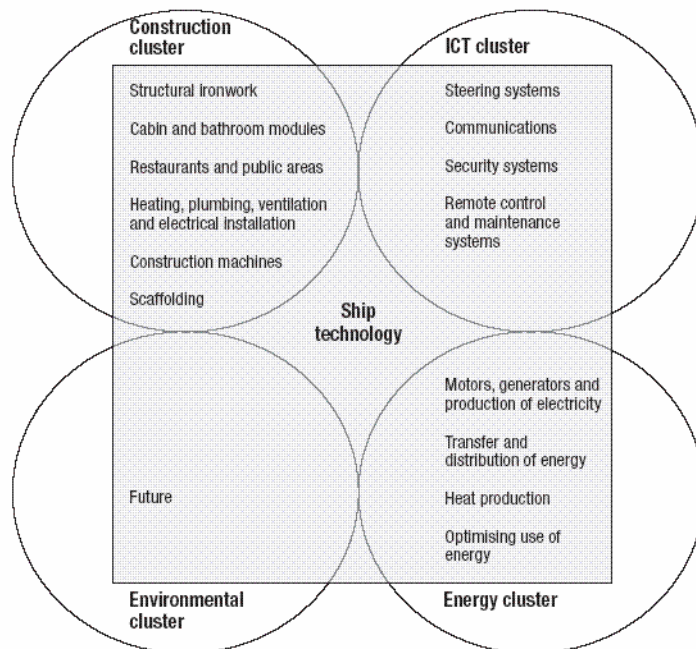 Construction
cluster
Structural ironwork
Cabin and bathroom modules
Restaurants and public areas
Heating, plumbing, ventilation
and electrical installation
Construction machines
Scaffolding
ICT cluster
Steering systems
Communications
Security systems
Remote control
and maintenance
systems
Ship
technology
Future
Environmental
cluster
Motors, generators and
production of electricity
Transfer and
distribution of energy
Heat production
Optimising use of
energy
Energy cluster